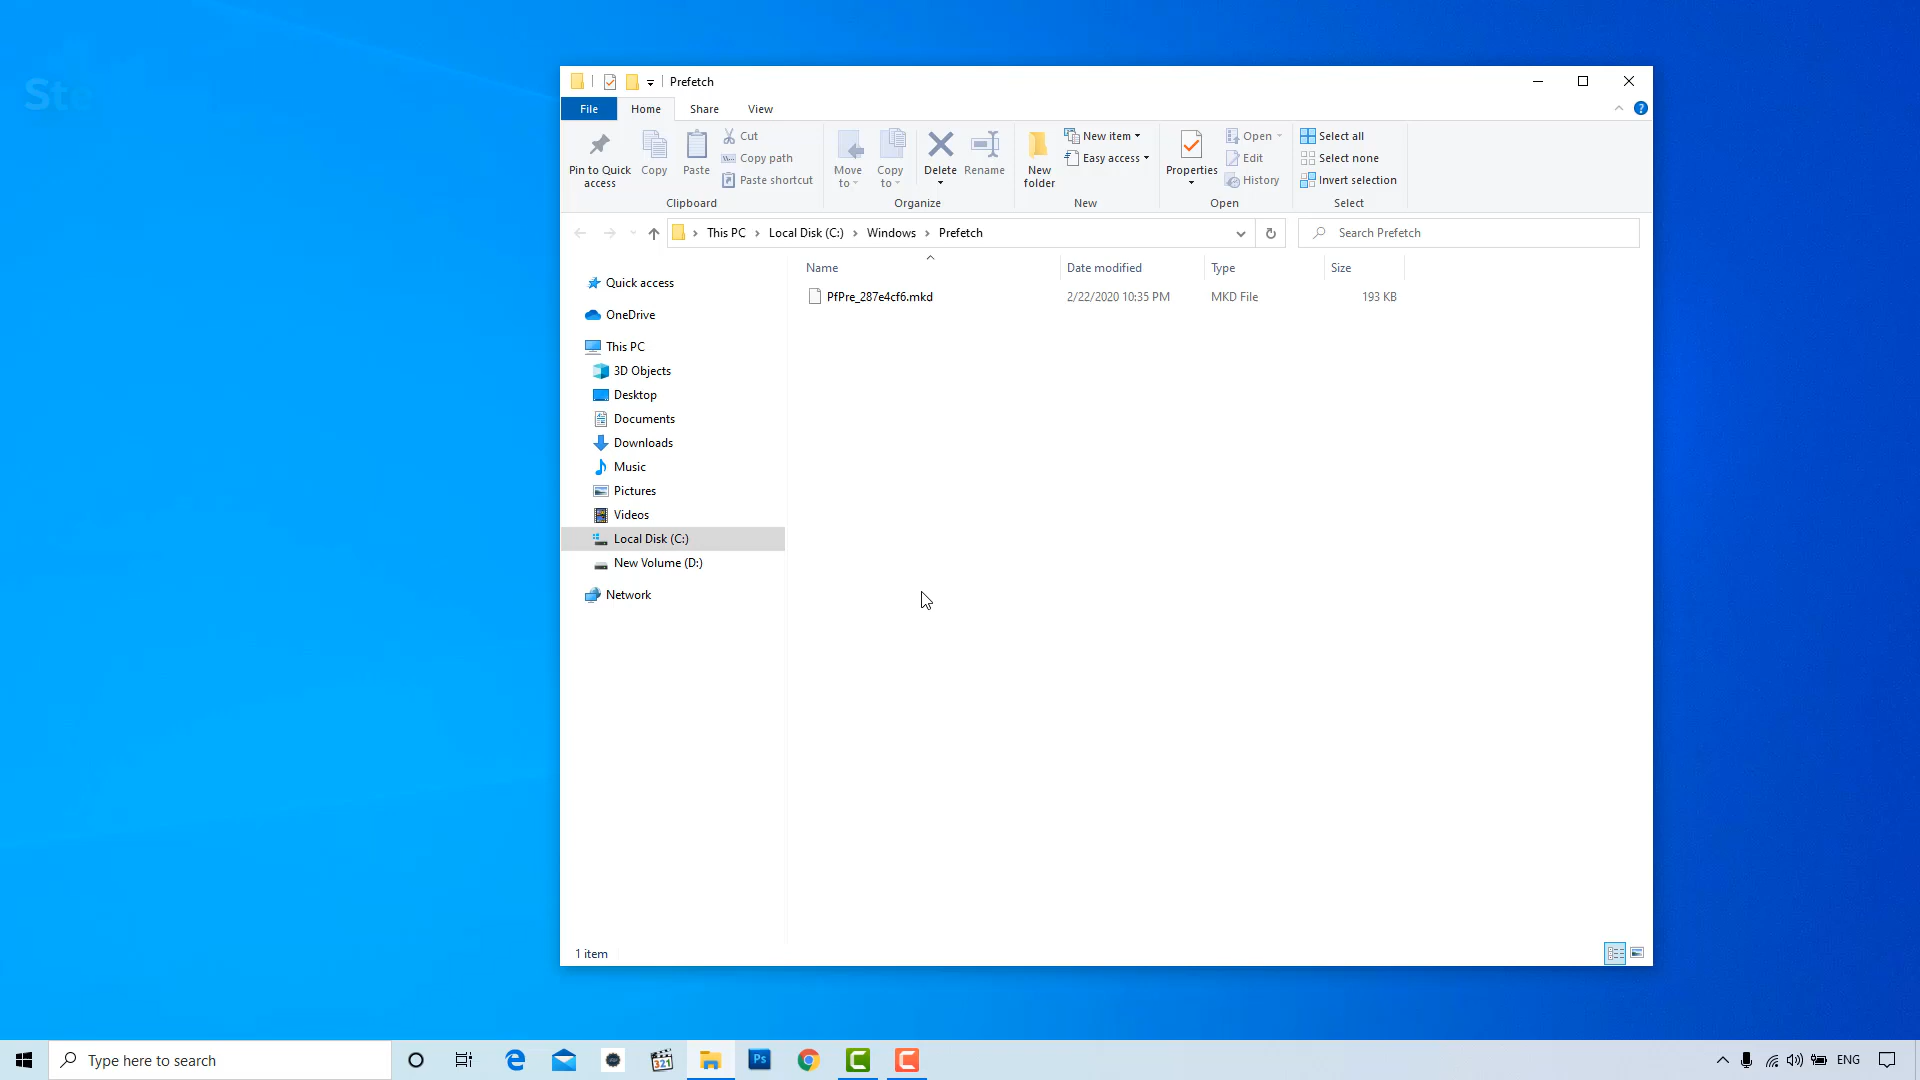 Ste
Prefetch
File Home Share View
Pin to Quick access
Copy
Paste
Cut
Copy path
Paste shortcut
Clipboard
Move to
Copy to
Delete
Rename
Organize
New folder
New item
Easy access
New
Properties
Open
Edit
History
Open
Select all
Select none
Invert selection
Select
This PC Local Disk (C:) Windows Prefetch
Search Prefetch
Name Date modified Type Size
PfPre_287e4cf6.mkd 2/22/2020 10:35 PM MKD File 193 KB
Quick access
OneDrive
This PC
3D Objects
Desktop
Documents
Downloads
Music
Pictures
Videos
Local Disk (C:)
New Volume (D:)
Network
1 item
Type here to search
321
Ps
ENG